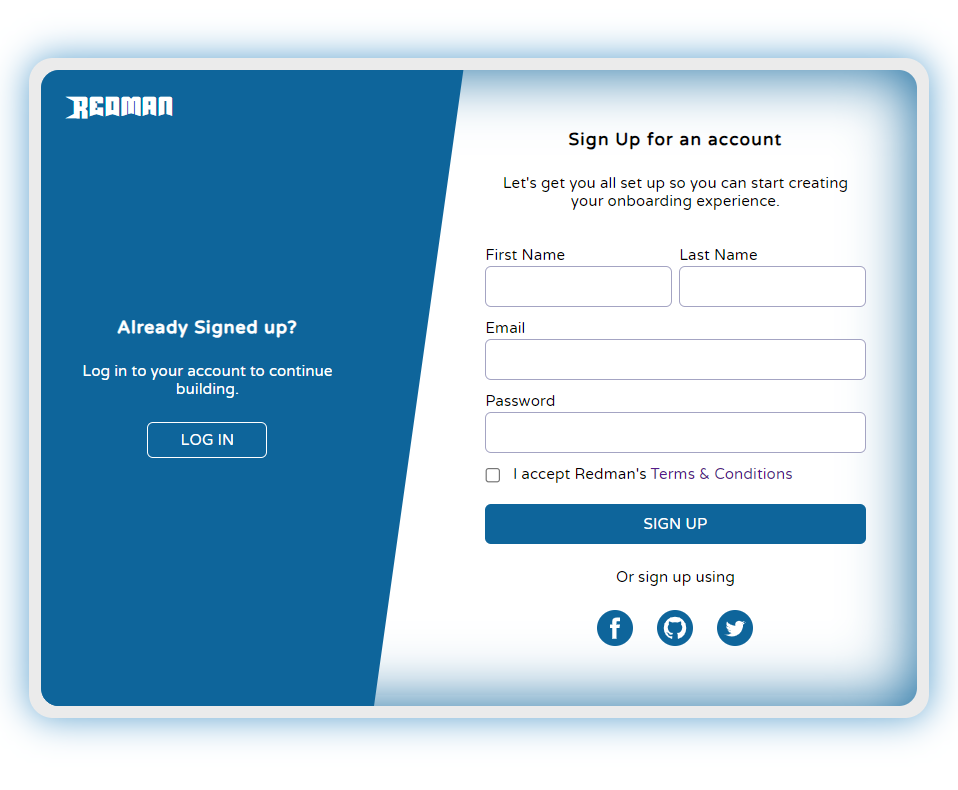 REDMAN
Already Signed up?
Log in to your account to continue
building.
LOG IN
Sign Up for an account
Let's get you all set up so you can start creating
your onboarding experience.
First Name Last Name
Email
Password
I accept Redman's Terms & Conditions
SIGN UP
Or sign up using